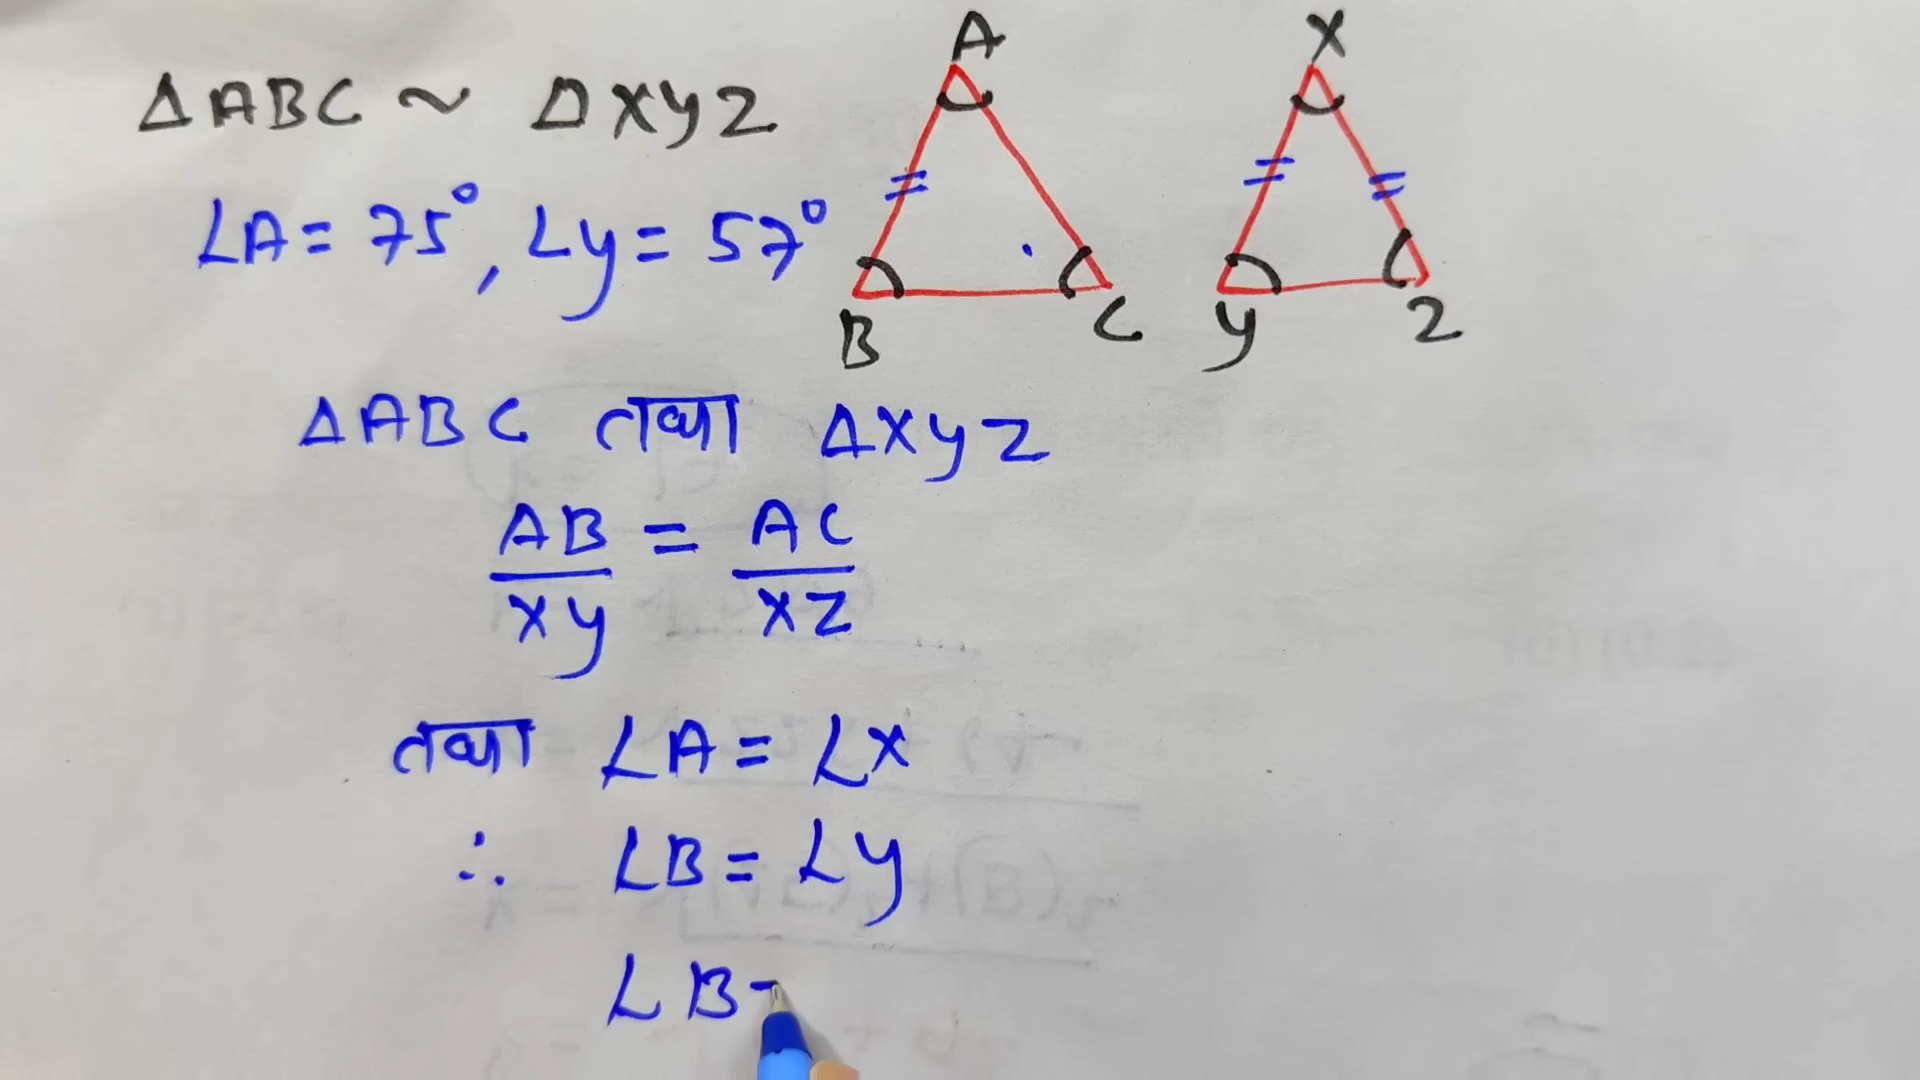 ΔABC ~ ΔXYZ
∠A = 75°, ∠y = 57°
A
B
C
X
y
Z
ΔABC तथा ΔXYZ
AB/XY = AC/XZ
तथा ∠A = ∠X
∴ ∠B = ∠y
∠B =